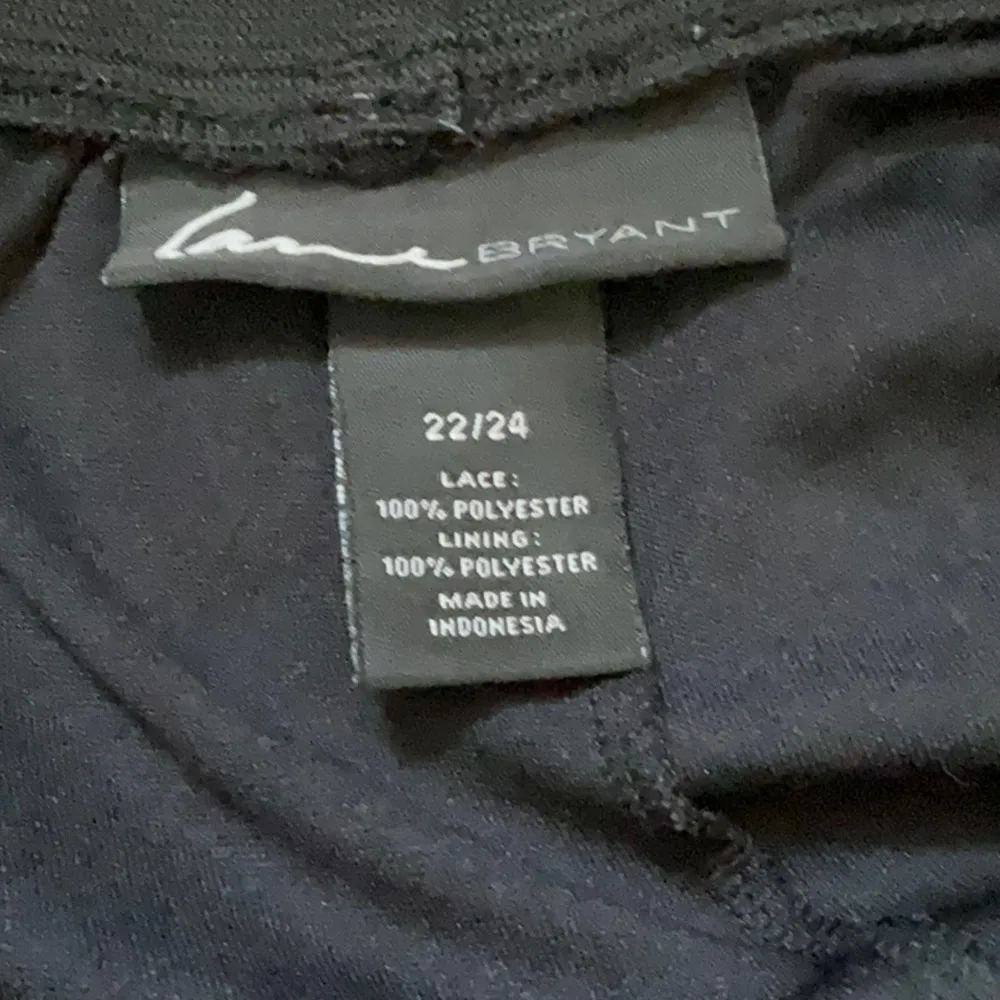 Lane BRYANT
22/24
LACE:
100% POLYESTER
LINING:
100% POLYESTER
MADE IN
INDONESIA